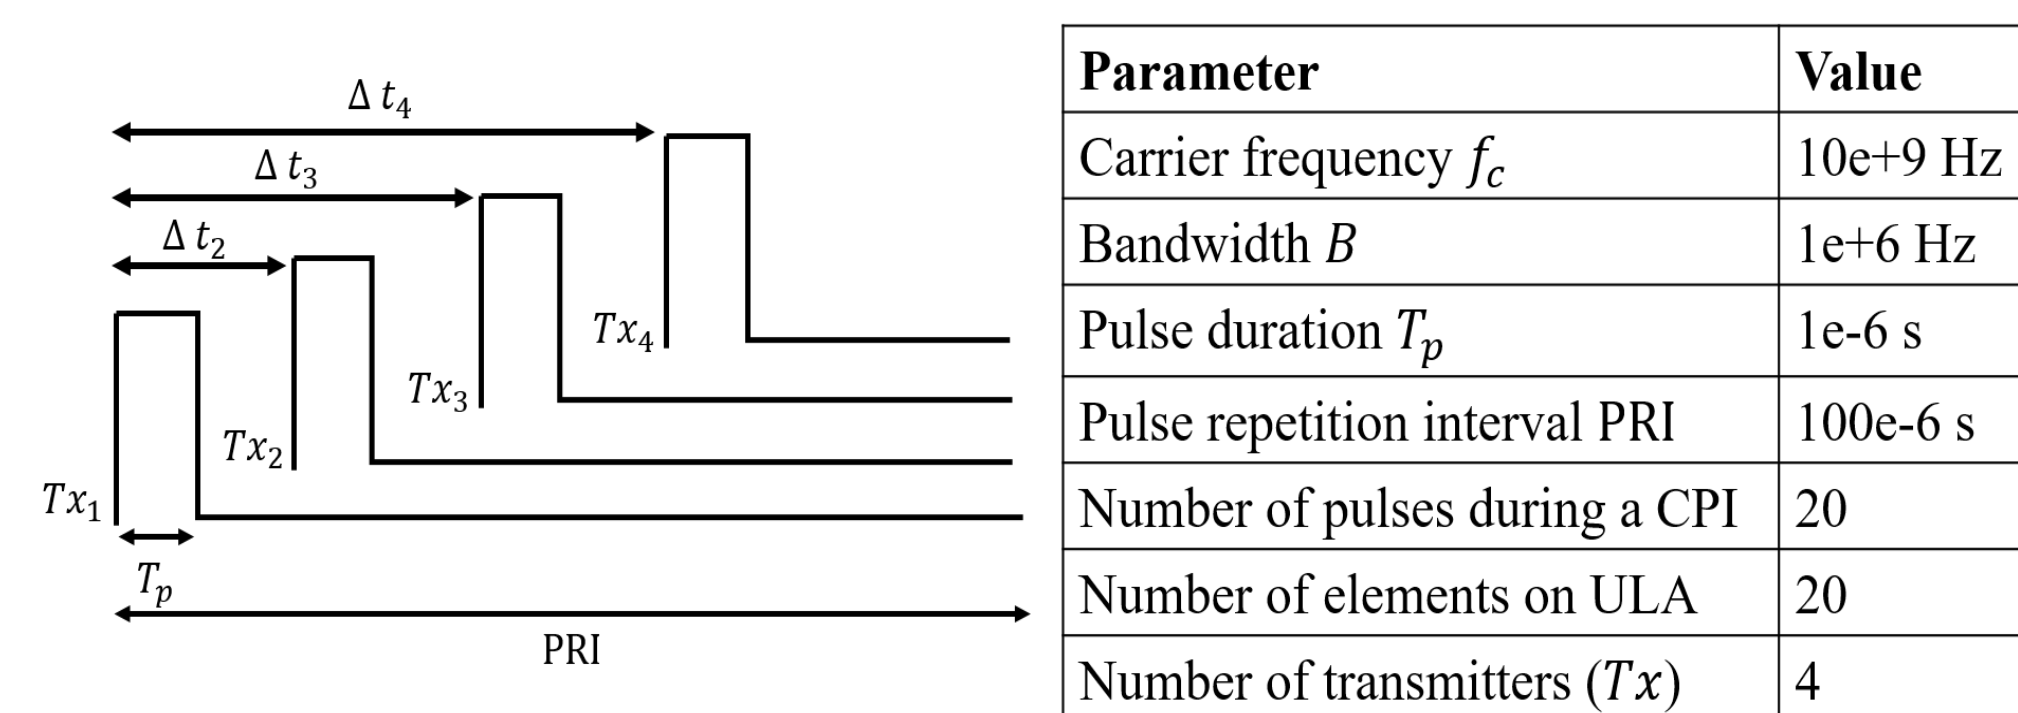 Δ t₄
Δ t₃
Δ t₂
Tx₄
Tx₃
Tx₂
Tx₁
Tₚ
PRI
Parameter Value
Carrier frequency f_c 10e+9 Hz
Bandwidth B 1e+6 Hz
Pulse duration Tₚ 1e-6 s
Pulse repetition interval PRI 100e-6 s
Number of pulses during a CPI 20
Number of elements on ULA 20
Number of transmitters (Tx) 4